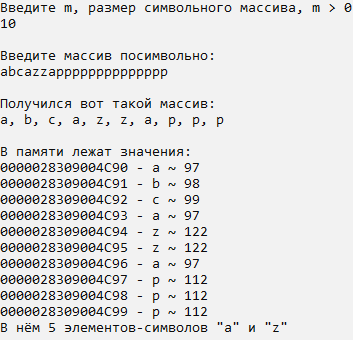 Введите m, размер символьного массива, m > 0
10
Введите массив посимвольно:
abcazzapppppppppppppp
Получился вот такой массив:
a, b, c, a, z, z, a, p, p, p
В памяти лежат значения:
0000028309004C90 - a ~ 97
0000028309004C91 - b ~ 98
0000028309004C92 - c ~ 99
0000028309004C93 - a ~ 97
0000028309004C94 - z ~ 122
0000028309004C95 - z ~ 122
0000028309004C96 - a ~ 97
0000028309004C97 - p ~ 112
0000028309004C98 - p ~ 112
0000028309004C99 - p ~ 112
В нём 5 элементов-символов "a" и "z"